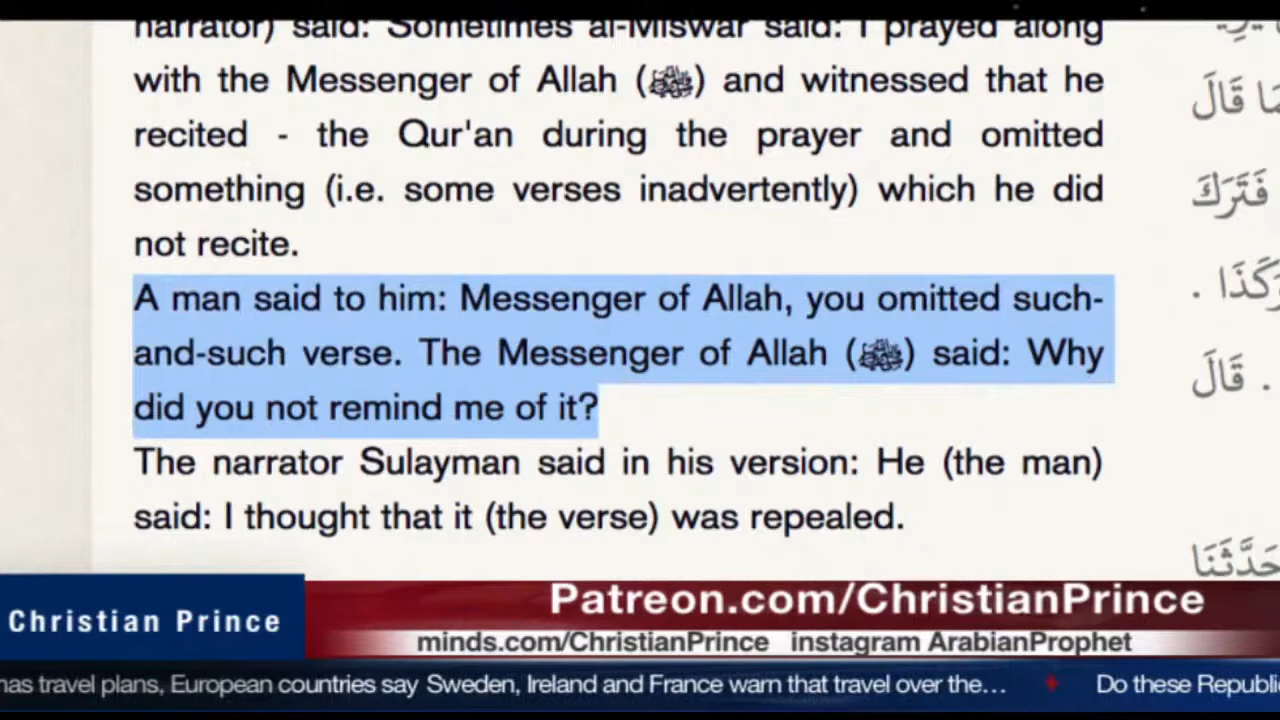 narrator) said: Sometimes al-Miswar said: I prayed along
with the Messenger of Allah (ﷺ) and witnessed that he
recited - the Qur'an during the prayer and omitted
something (i.e. some verses inadvertently) which he did
not recite.
A man said to him: Messenger of Allah, you omitted such-
and-such verse. The Messenger of Allah (ﷺ) said: Why
did you not remind me of it?
The narrator Sulayman said in his version: He (the man)
said: I thought that it (the verse) was repealed.
قَالَ
فَتَرَكَ
. قَالَ
Christian Prince
Patreon.com/ChristianPrince
minds.com/ChristianPrince instagram ArabianProphet
has travel plans, European countries say Sweden, Ireland and France warn that travel over the... Do these